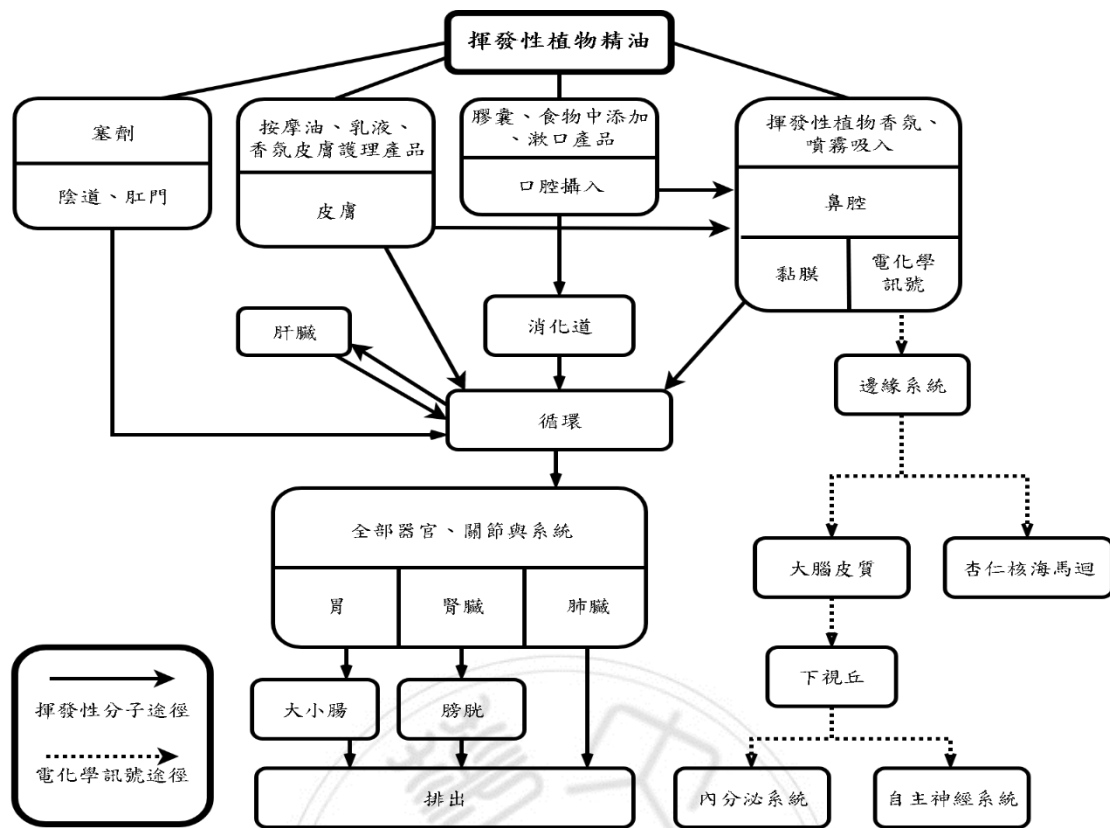 揮發性植物精油
塞劑
陰道、肛門
按摩油、乳液、
香氛皮膚護理產品
皮膚
膠囊、食物中添加
、漱口產品
口腔攝入
揮發性植物香氛、
噴霧吸入
鼻腔
黏膜
電化學
訊號
肝臟
消化道
邊緣系統
循環
全部器官、關節與系統
胃
腎臟
肺臟
大腦皮質
杏仁核海馬迴
下視丘
大小腸
膀胱
排出
內分泌系統
自主神經系統
揮發性分子途徑
電化學訊號途徑